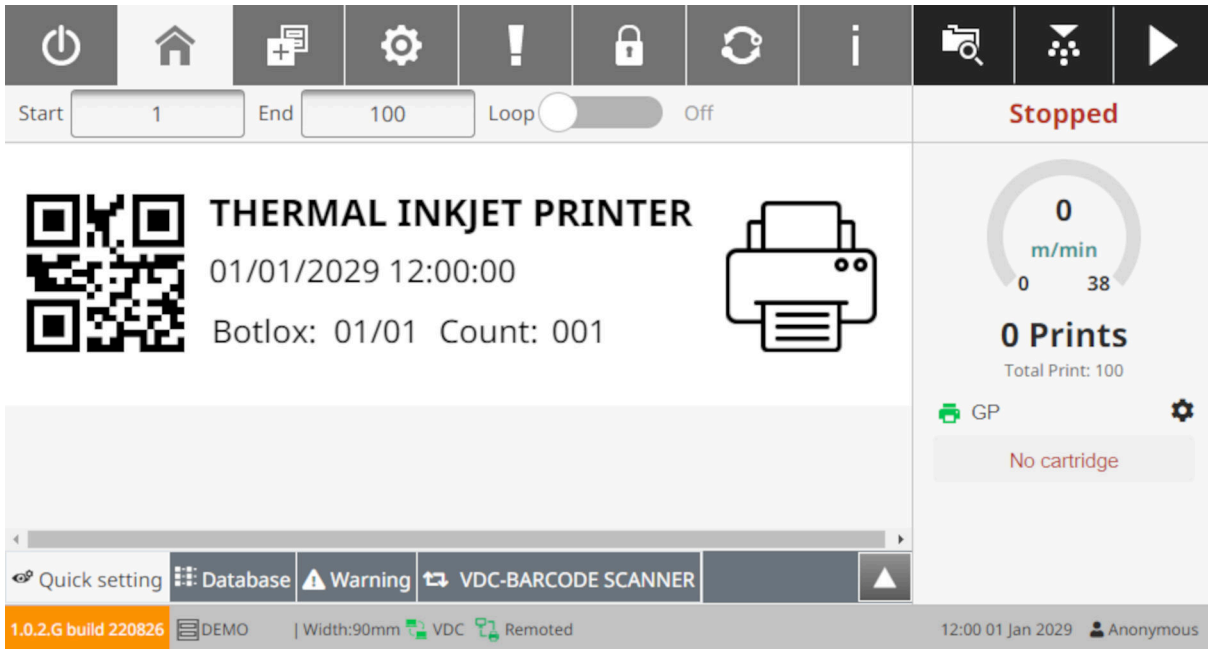 Start 1 End 100 Loop Off
Stopped
THERMAL INKJET PRINTER
01/01/2029 12:00:00
Botlox: 01/01 Count: 001
0
m/min
0 38
0 Prints
Total Print: 100
GP
No cartridge
Quick setting Database Warning VDC-BARCODE SCANNER
1.0.2.G build 220826 DEMO | Width:90mm VDC Remoted 12:00 01 Jan 2029 Anonymous